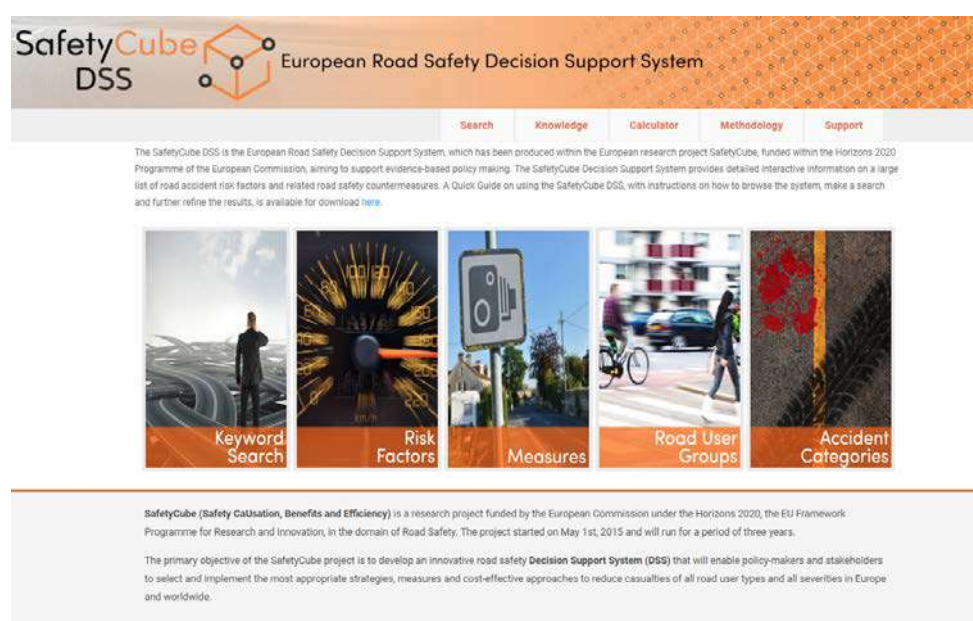 SafetyCube
DSS
European Road Safety Decision Support System
Search Knowledge Calculator Methodology Support
The SafetyCube DSS is the European Road Safety Decision Support System, which has been produced within the European research project SafetyCube, funded within the Horizons 2020
Programme of the European Commission, aiming to support evidence-based policy making. The SafetyCube Decision Support System provides detailed interactive information on a large
list of road accident risk factors and related road safety countermeasures. A Quick Guide on using the SafetyCube DSS, with instructions on how to browse the system, make a search
and further refine the results, is available for download here.
Keyword
Search
Risk
Factors
Measures
Road User
Groups
Accident
Categories
SafetyCube (Safety CaUsation, Benefits and Efficiency) is a research project funded by the European Commission under the Horizons 2020, the EU Framework
Programme for Research and Innovation, in the domain of Road Safety. The project started on May 1st, 2015 and will run for a period of three years.
The primary objective of the SafetyCube project is to develop an innovative road safety Decision Support System (DSS) that will enable policy-makers and stakeholders
to select and implement the most appropriate strategies, measures and cost-effective approaches to reduce casualties of all road user types and all severities in Europe
and worldwide.